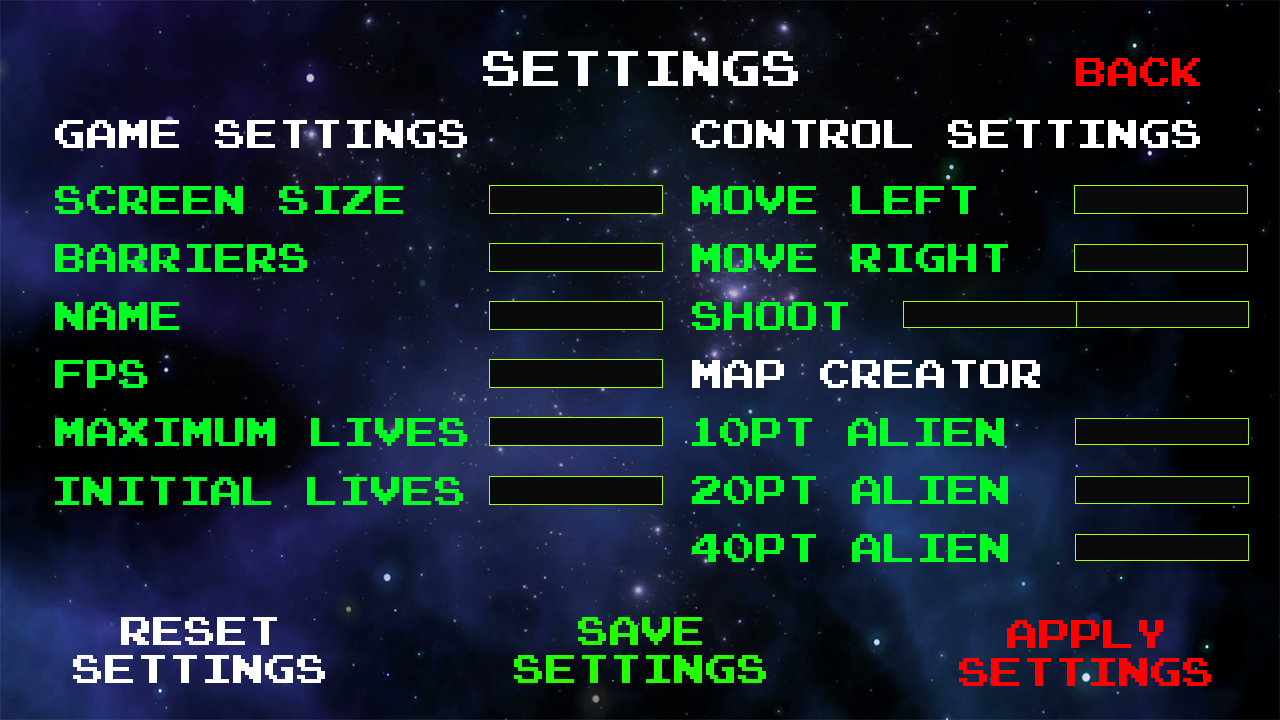 SETTINGS
BACK
GAME SETTINGS
SCREEN SIZE
BARRIERS
NAME
FPS
MAXIMUM LIVES
INITIAL LIVES
CONTROL SETTINGS
MOVE LEFT
MOVE RIGHT
SHOOT
MAP CREATOR
10PT ALIEN
20PT ALIEN
40PT ALIEN
RESET
SETTINGS
SAVE
SETTINGS
APPLY
SETTINGS